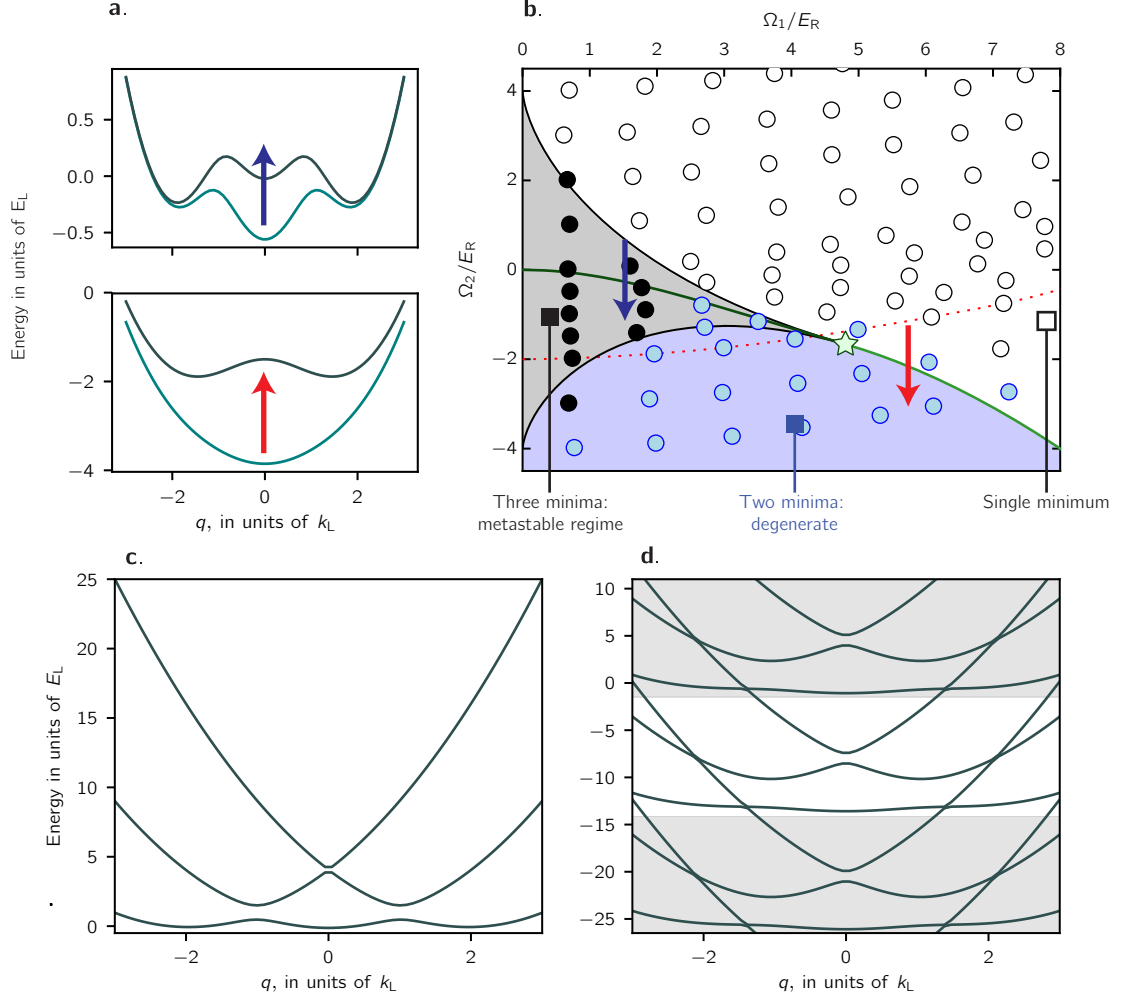 a.
Energy in units of E_L
0.5
0.0
−0.5
0
−2
−4
−2 0 2
q, in units of k_L
b.
Ω_1/E_R
0 1 2 3 4 5 6 7 8
Ω_2/E_R
4
2
0
−2
−4
Three minima:
metastable regime
Two minima:
degenerate
Single minimum
c.
Energy in units of E_L
25
20
15
10
5
0
−2 0 2
q, in units of k_L
d.
10
5
0
−5
−10
−15
−20
−25
−2 0 2
q, in units of k_L